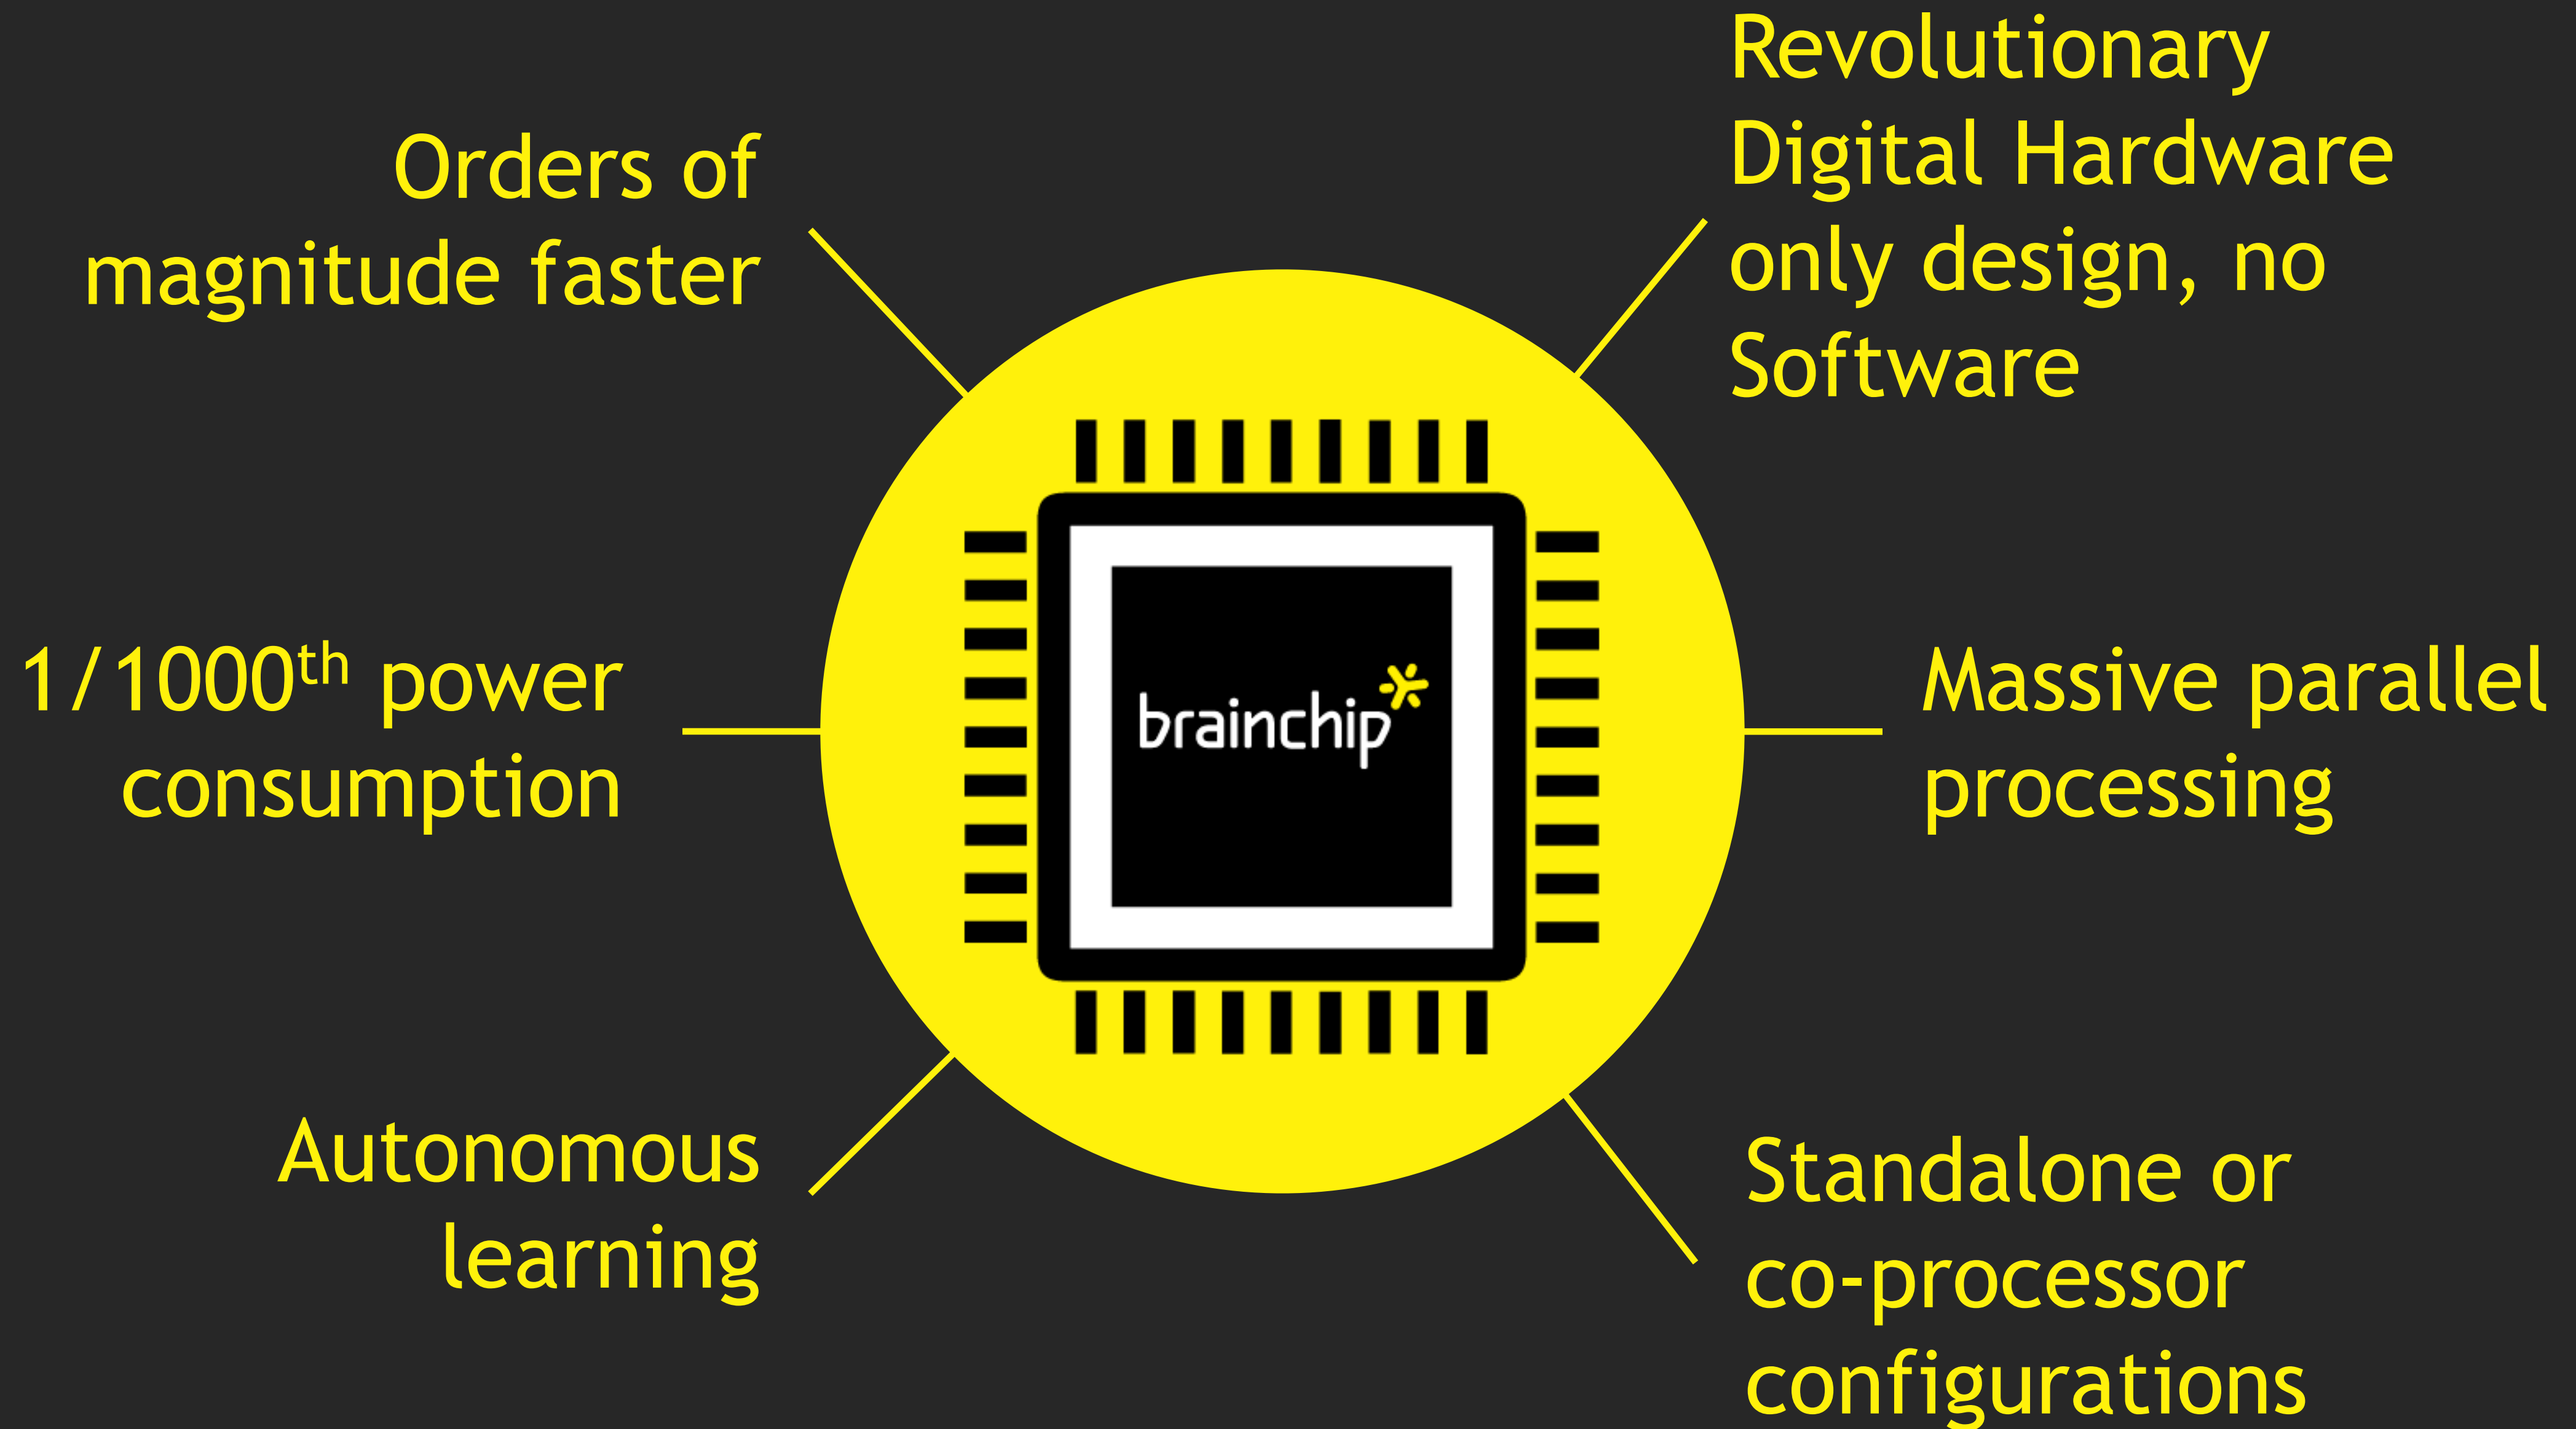 Orders of
magnitude faster
1/1000th power
consumption
Autonomous
learning
brainchip
Revolutionary
Digital Hardware
only design, no
Software
Massive parallel
processing
Standalone or
co-processor
configurations